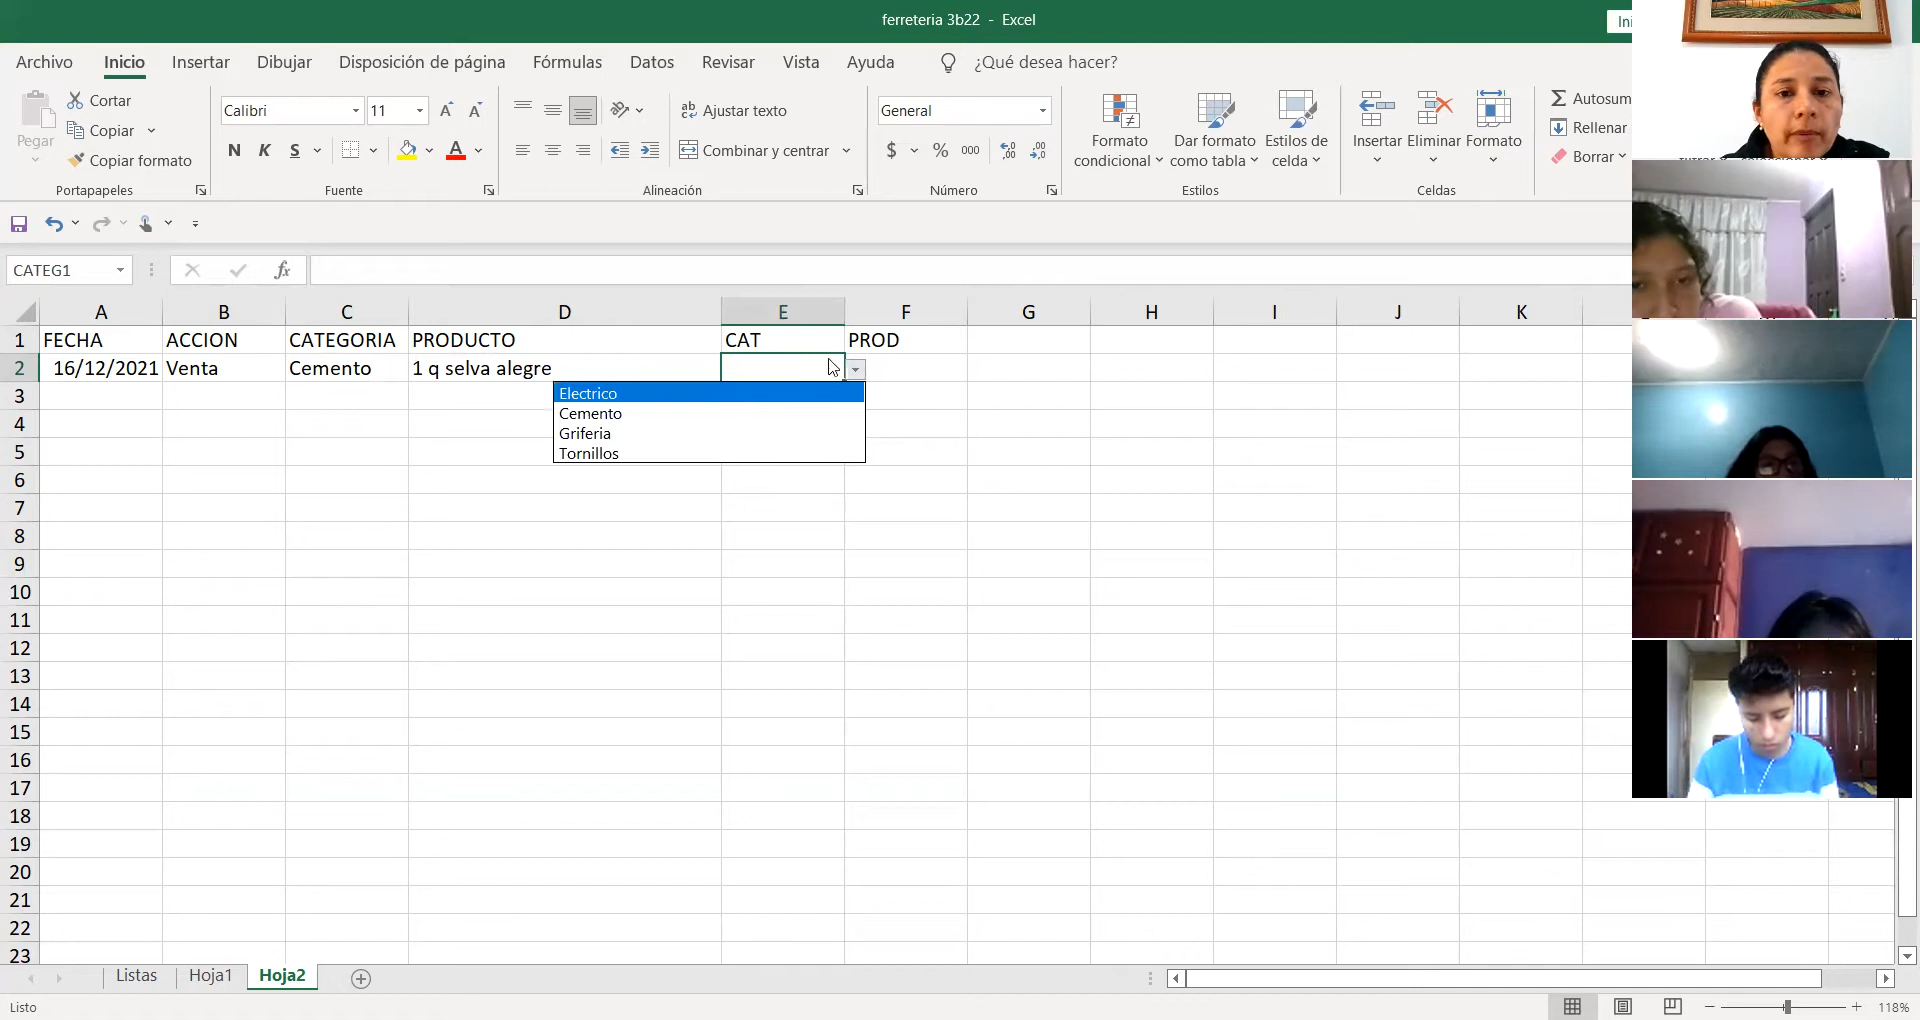 ferreteria 3b22 - Excel
Ini
Archivo Inicio Insertar Dibujar Disposición de página Fórmulas Datos Revisar Vista Ayuda ¿Qué desea hacer?
Pegar
Cortar
Copiar
Copiar formato
Portapapeles
Calibri 11
N K S
Fuente
Ajustar texto
Combinar y centrar
Alineación
General
$ % 000
Número
Formato condicional
Dar formato como tabla
Estilos de celda
Estilos
Insertar Eliminar Formato
Celdas
Autosum
Rellenar
Borrar
CATEG1
fx
A B C D E F G H I J K
1 FECHA ACCION CATEGORIA PRODUCTO CAT PROD
2 16/12/2021 Venta Cemento 1 q selva alegre
Electrico
Cemento
Griferia
Tornillos
3
4
5
6
7
8
9
10
11
12
13
14
15
16
17
18
19
20
21
22
23
Listas Hoja1 Hoja2
Listo
118%